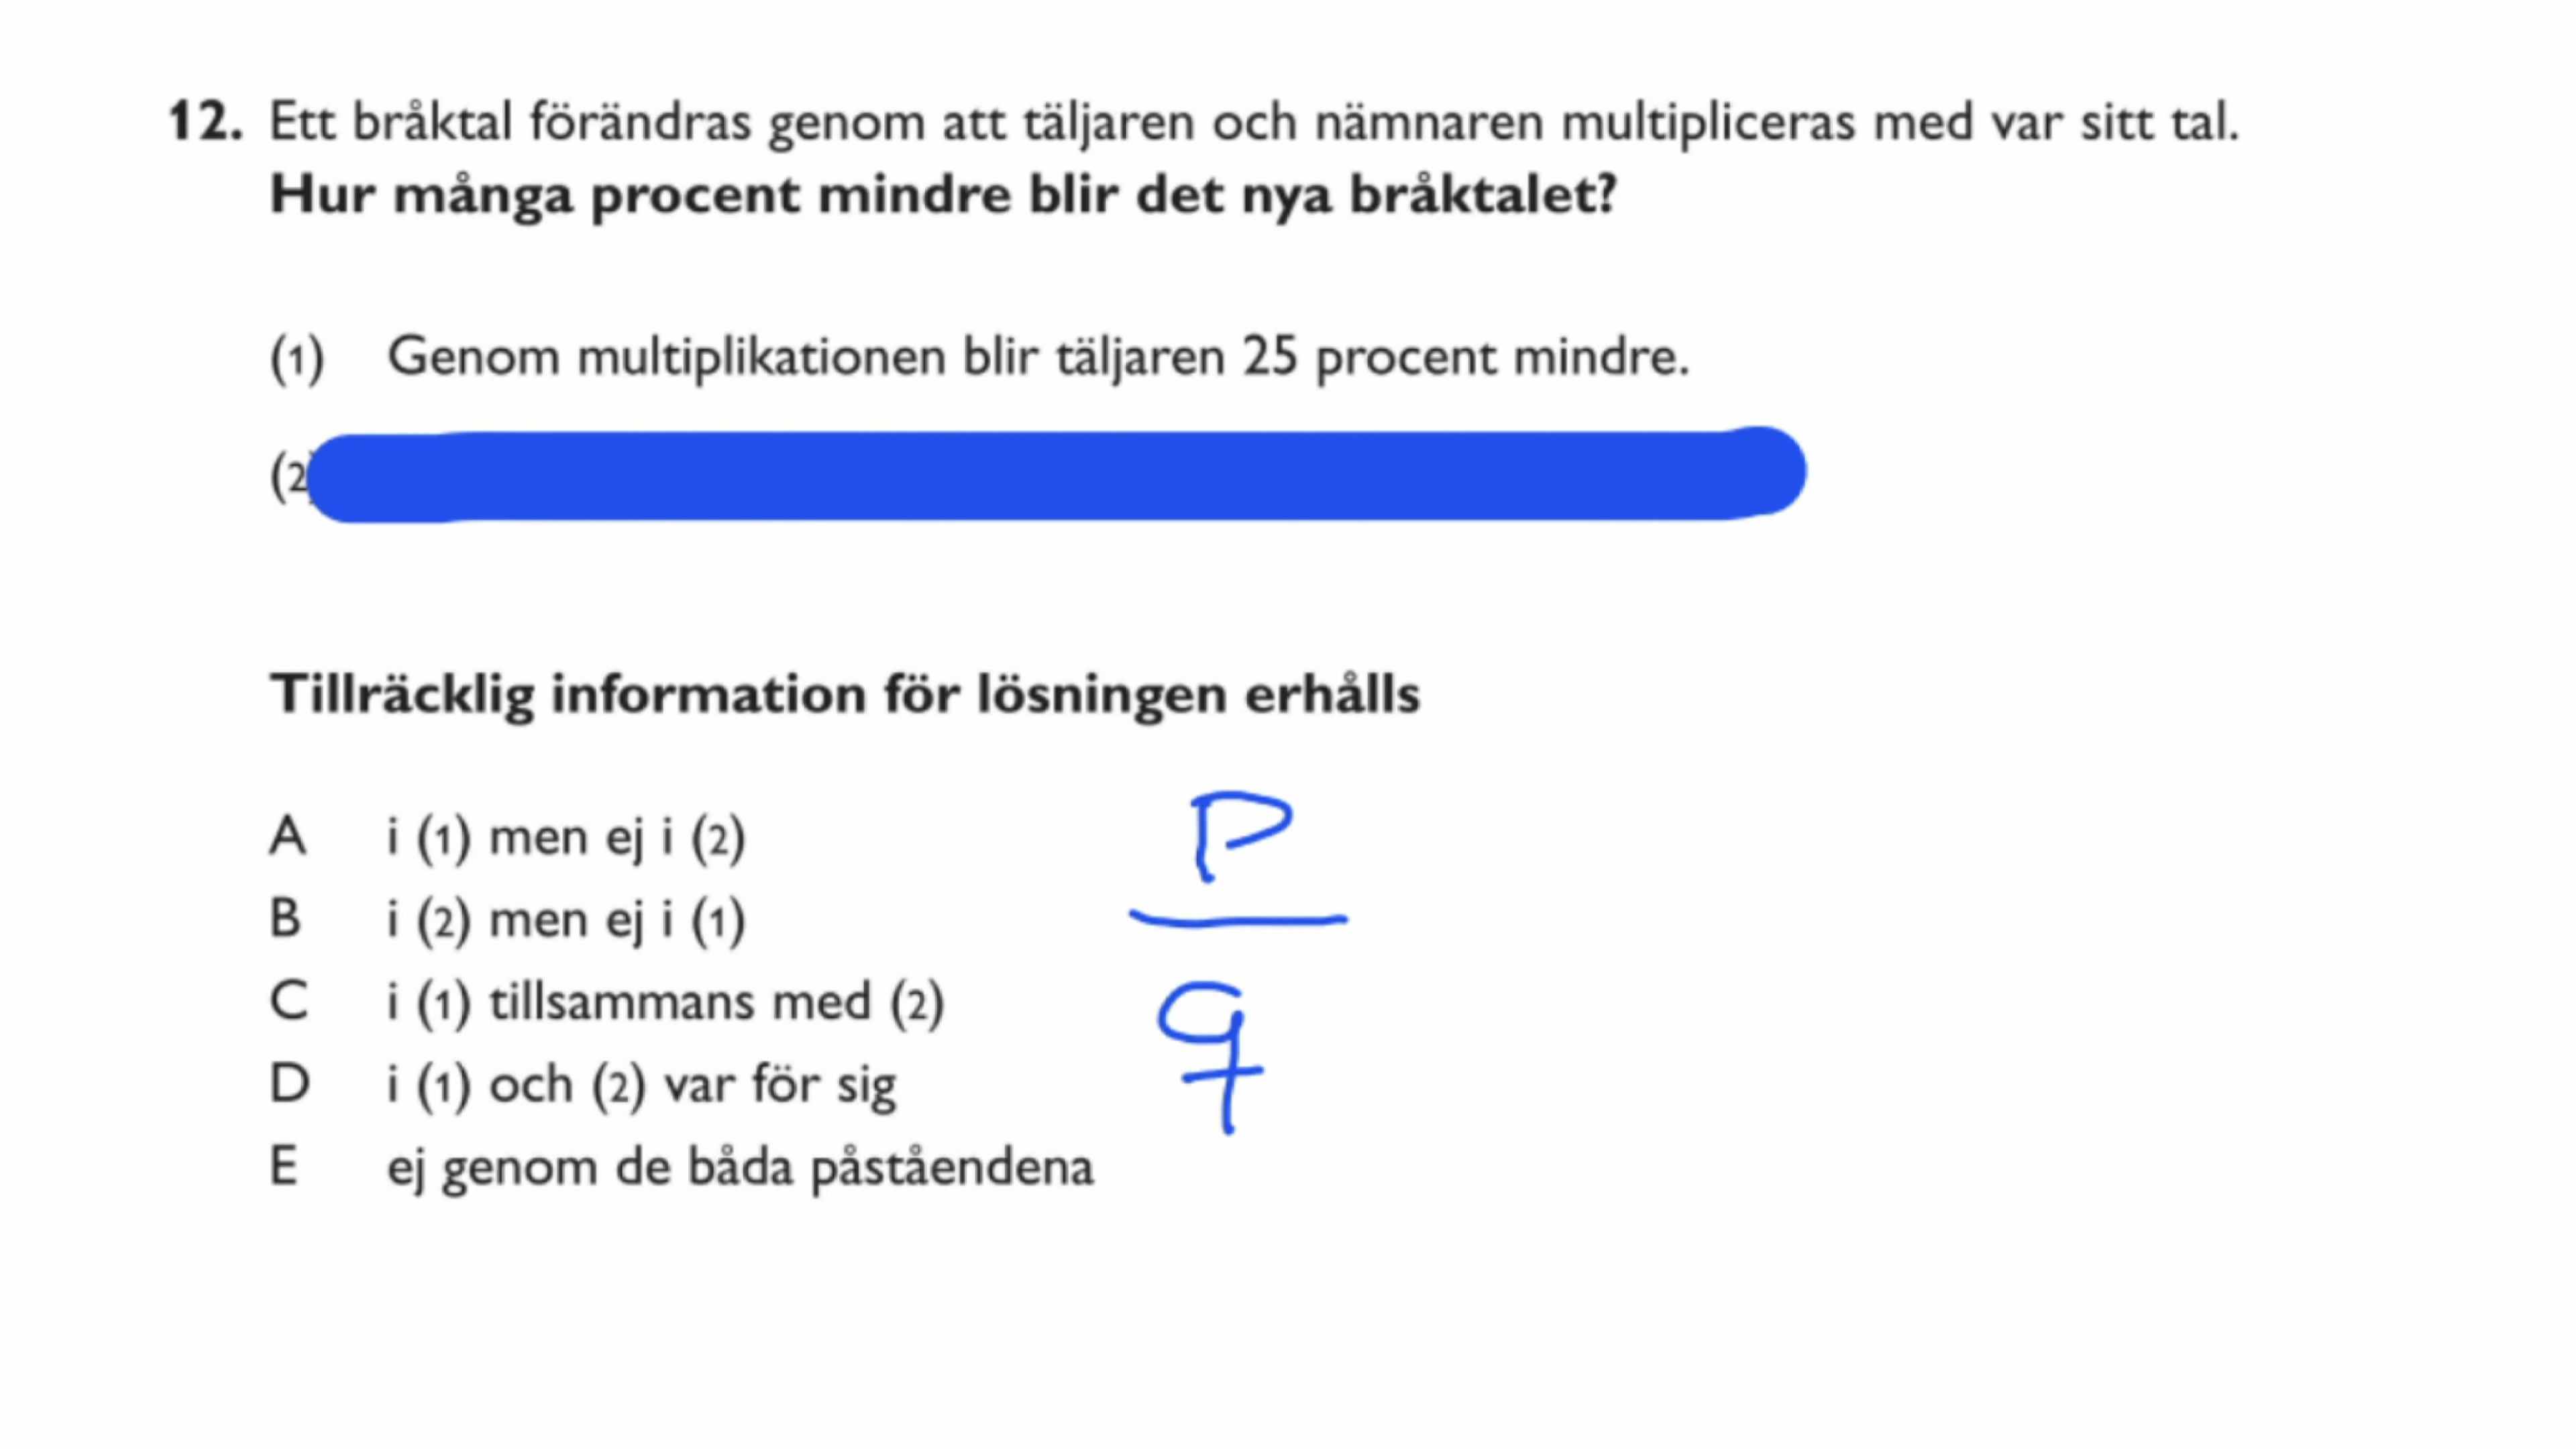 12. Ett bråktal förändras genom att täljaren och nämnaren multipliceras med var sitt tal.
Hur många procent mindre blir det nya bråktalet?
(1) Genom multiplikationen blir täljaren 25 procent mindre.
(2
Tillräcklig information för lösningen erhålls
A i (1) men ej i (2)
B i (2) men ej i (1)
C i (1) tillsammans med (2)
D i (1) och (2) var för sig
E ej genom de båda påståendena
P
q